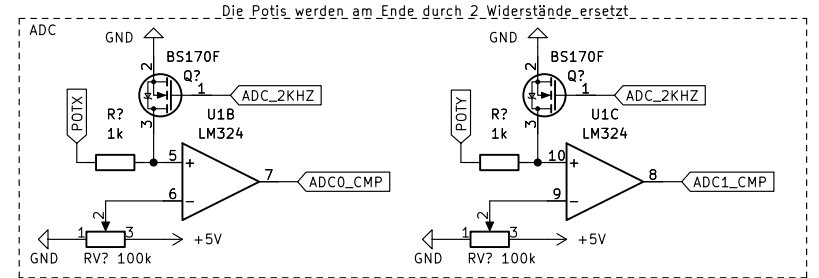 Die Potis werden am Ende durch 2 Widerstände ersetzt
ADC
GND
2
BS170F
Q?
1
ADC_2KHZ
POTX
R?
1k
3
U1B
LM324
5
+
7
ADC0_CMP
6
-
2
1
3
+5V
GND
RV? 100k
GND
2
BS170F
Q?
1
ADC_2KHZ
POTY
R?
1k
3
U1C
LM324
10
+
8
ADC1_CMP
9
-
2
1
3
+5V
GND
RV? 100k